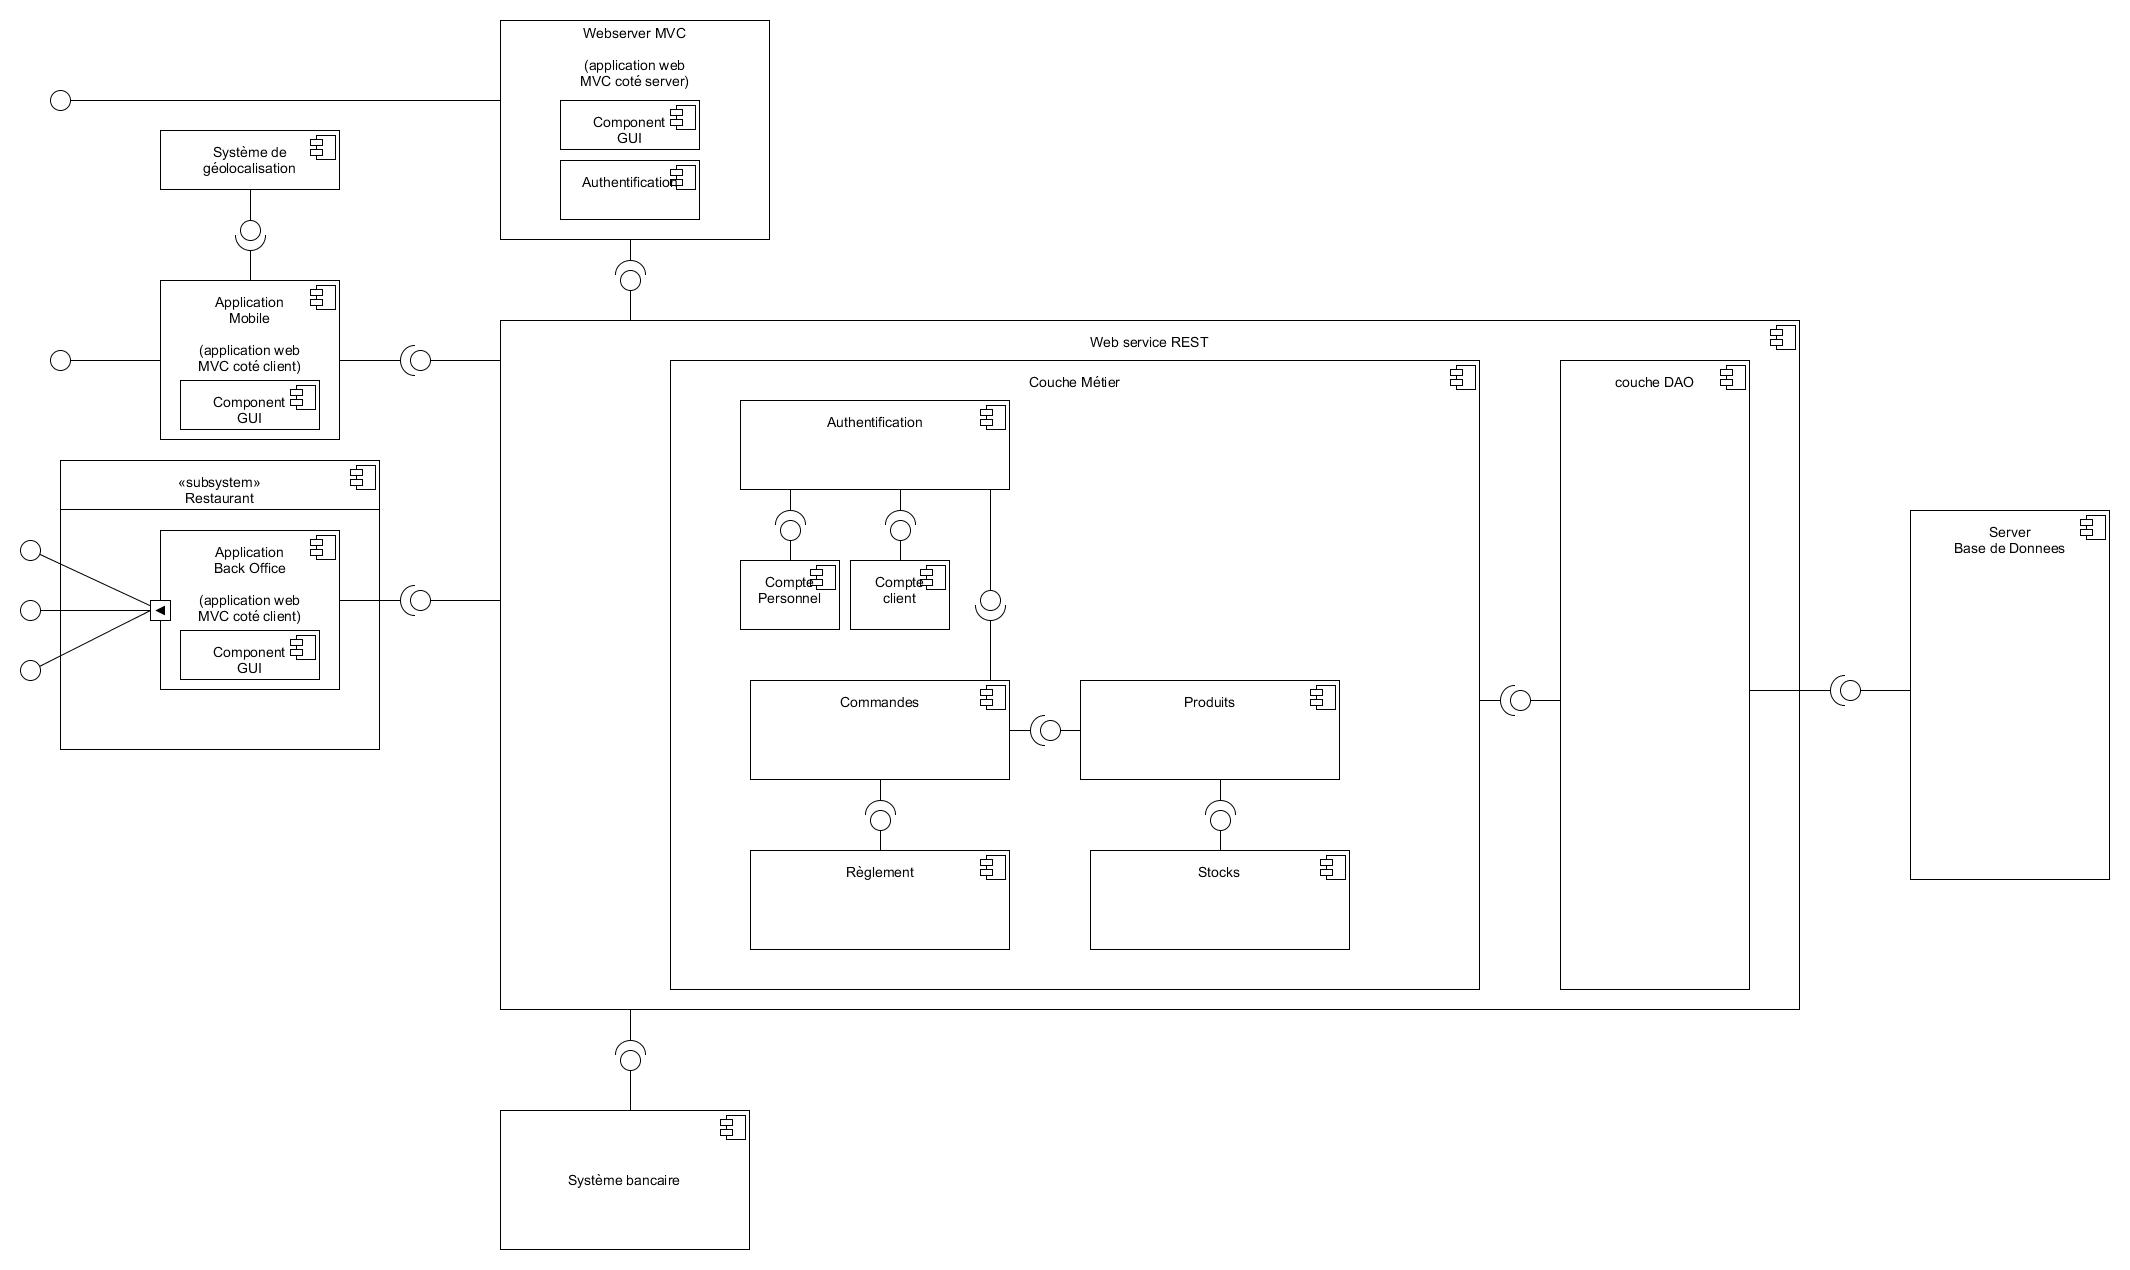 Webserver MVC
(application web
MVC coté server)
Component
GUI
Authentification
Système de
géolocalisation
Application
Mobile
(application web
MVC coté client)
Component
GUI
«subsystem»
Restaurant
Application
Back Office
(application web
MVC coté client)
Component
GUI
Web service REST
Couche Métier
Authentification
Compte
Personnel
Compte
client
Commandes
Produits
Règlement
Stocks
couche DAO
Server
Base de Donnees
Système bancaire